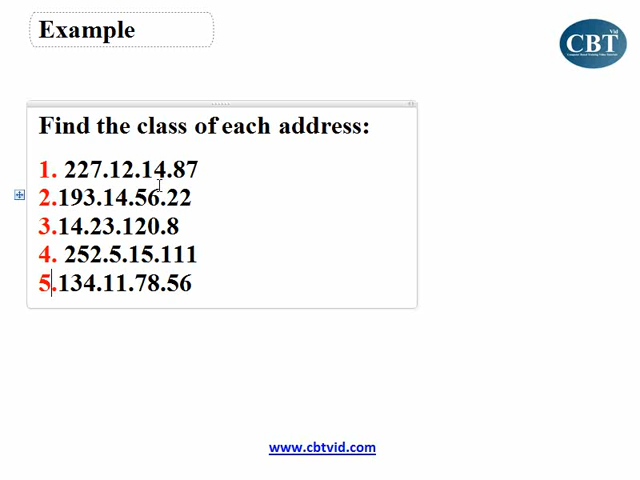 Example
Vid
CBT
Find the class of each address:
1. 227.12.14.87
2.193.14.56.22
3.14.23.120.8
4. 252.5.15.111
5.134.11.78.56
www.cbtvid.com